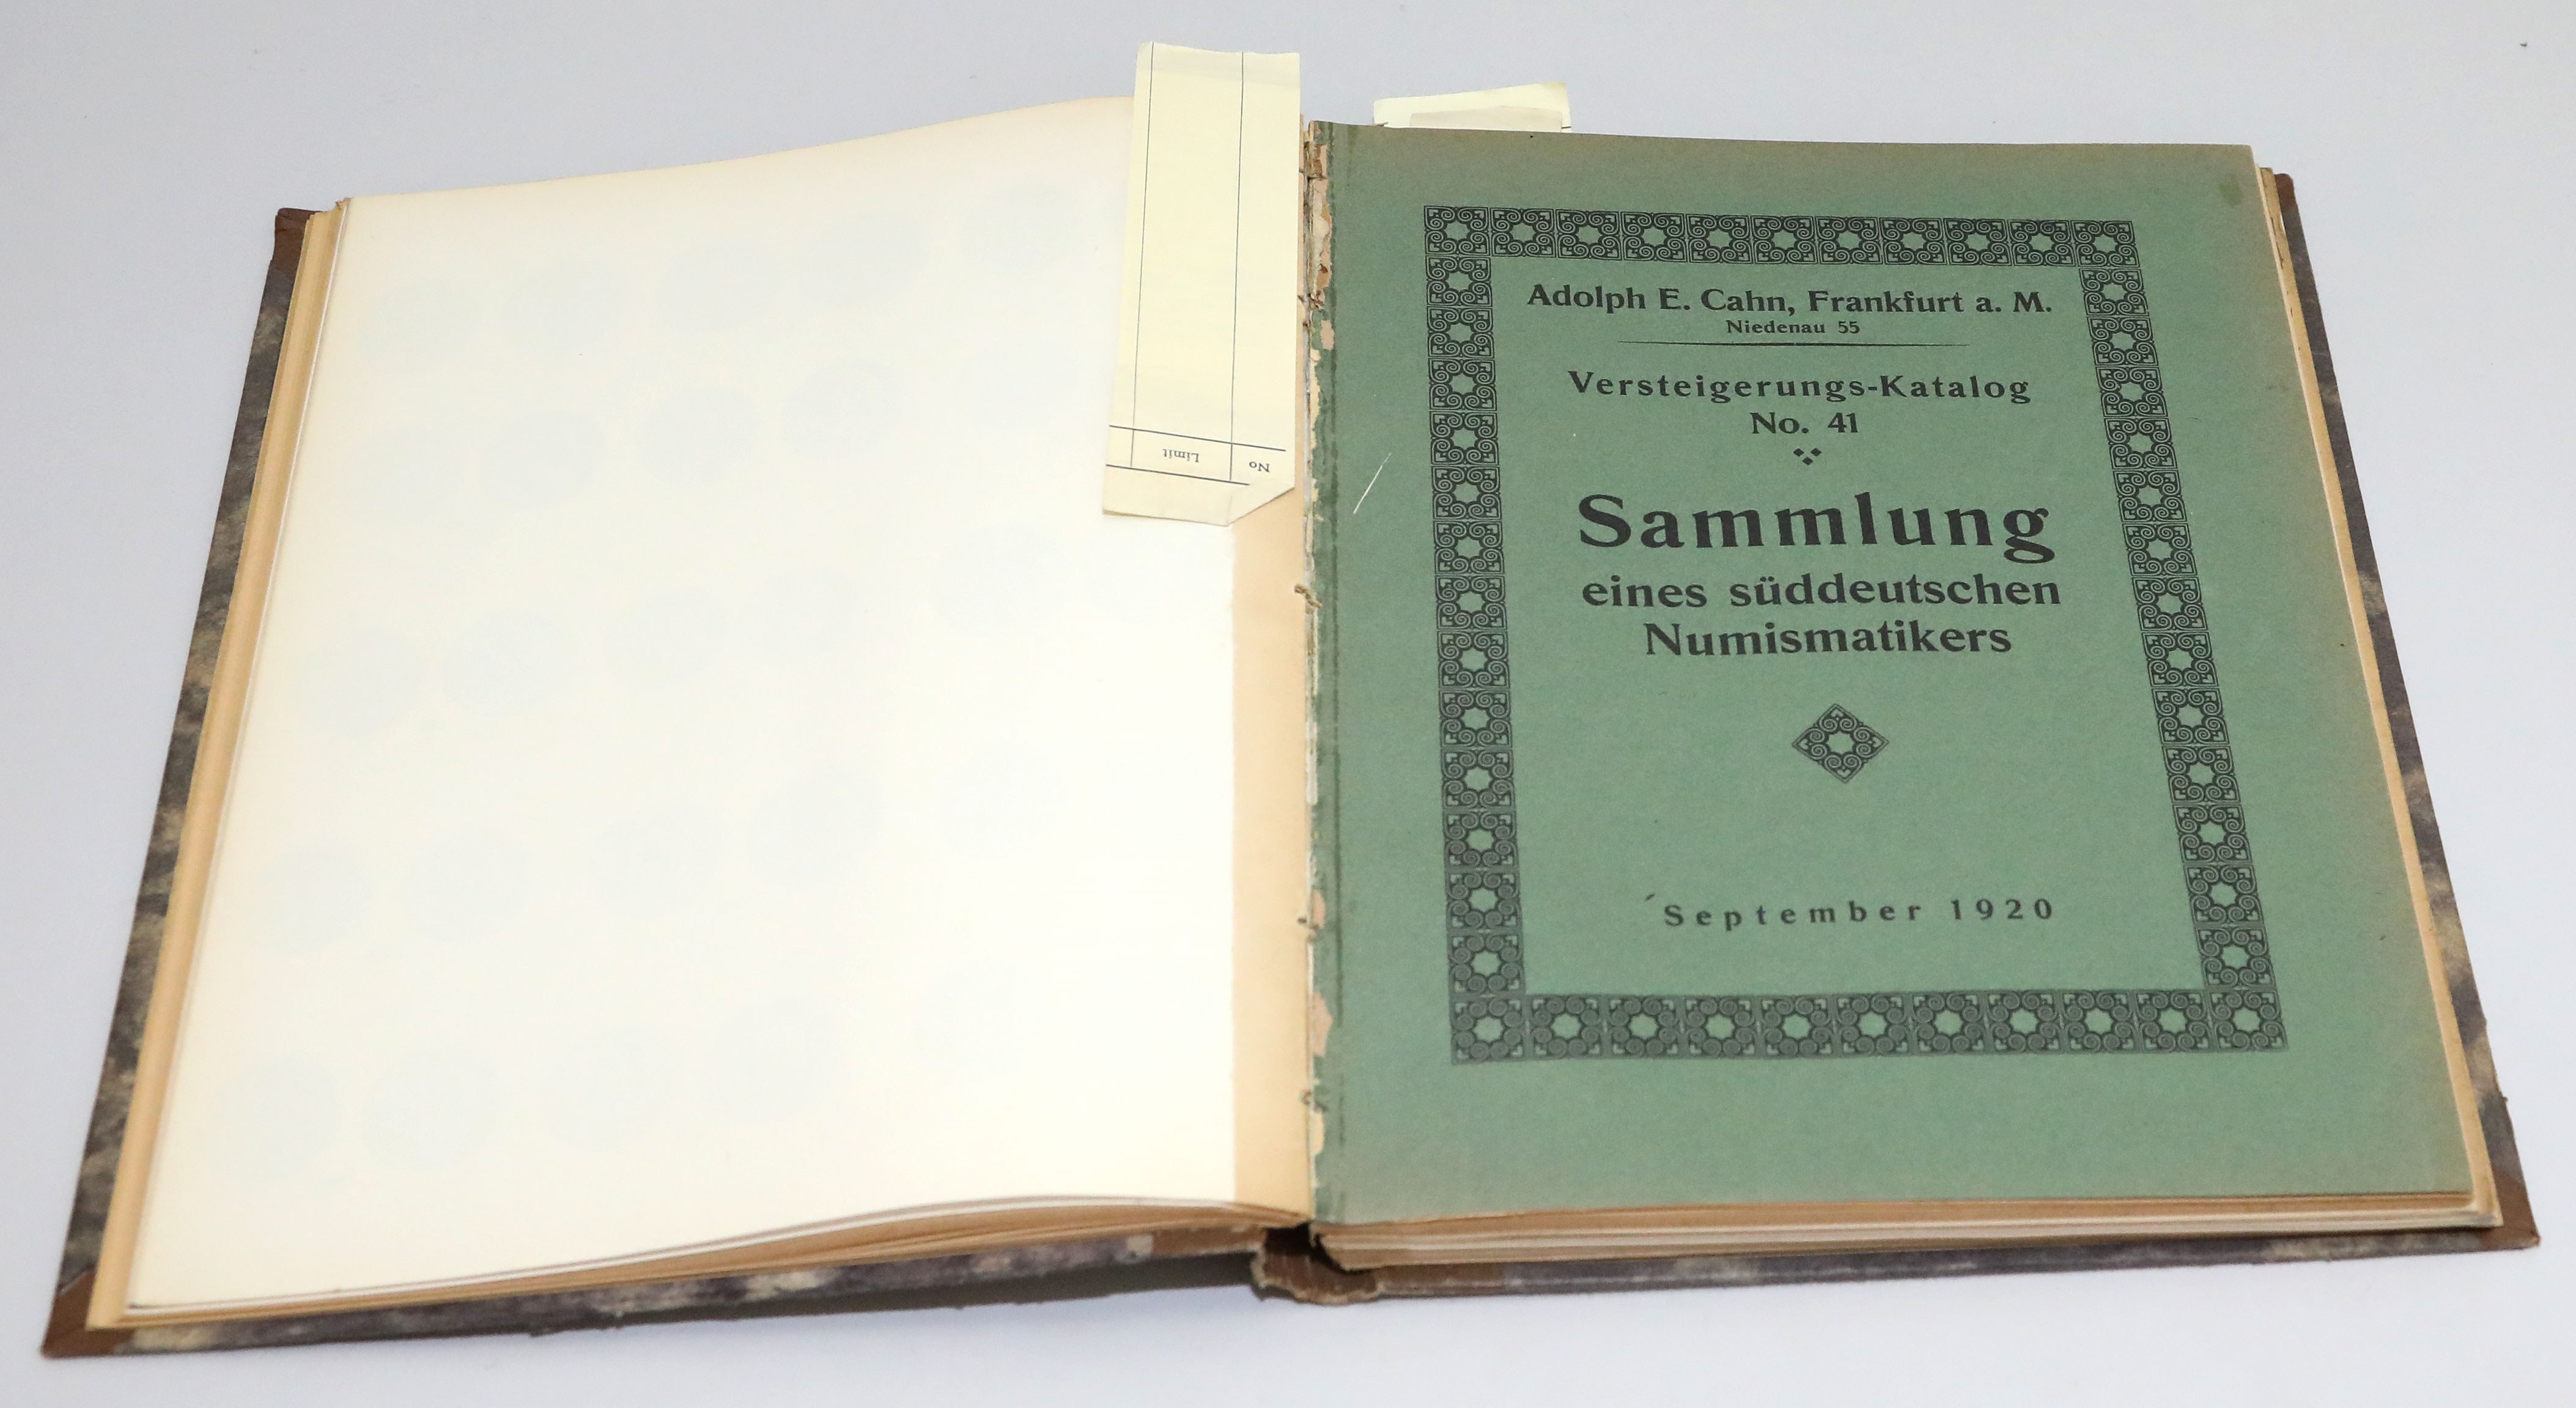 No Limit
Adolph E. Cahn, Frankfurt a. M.
Niedenau 55
Versteigerungs-Katalog
No. 41
Sammlung
eines süddeutschen
Numismatikers
September 1920